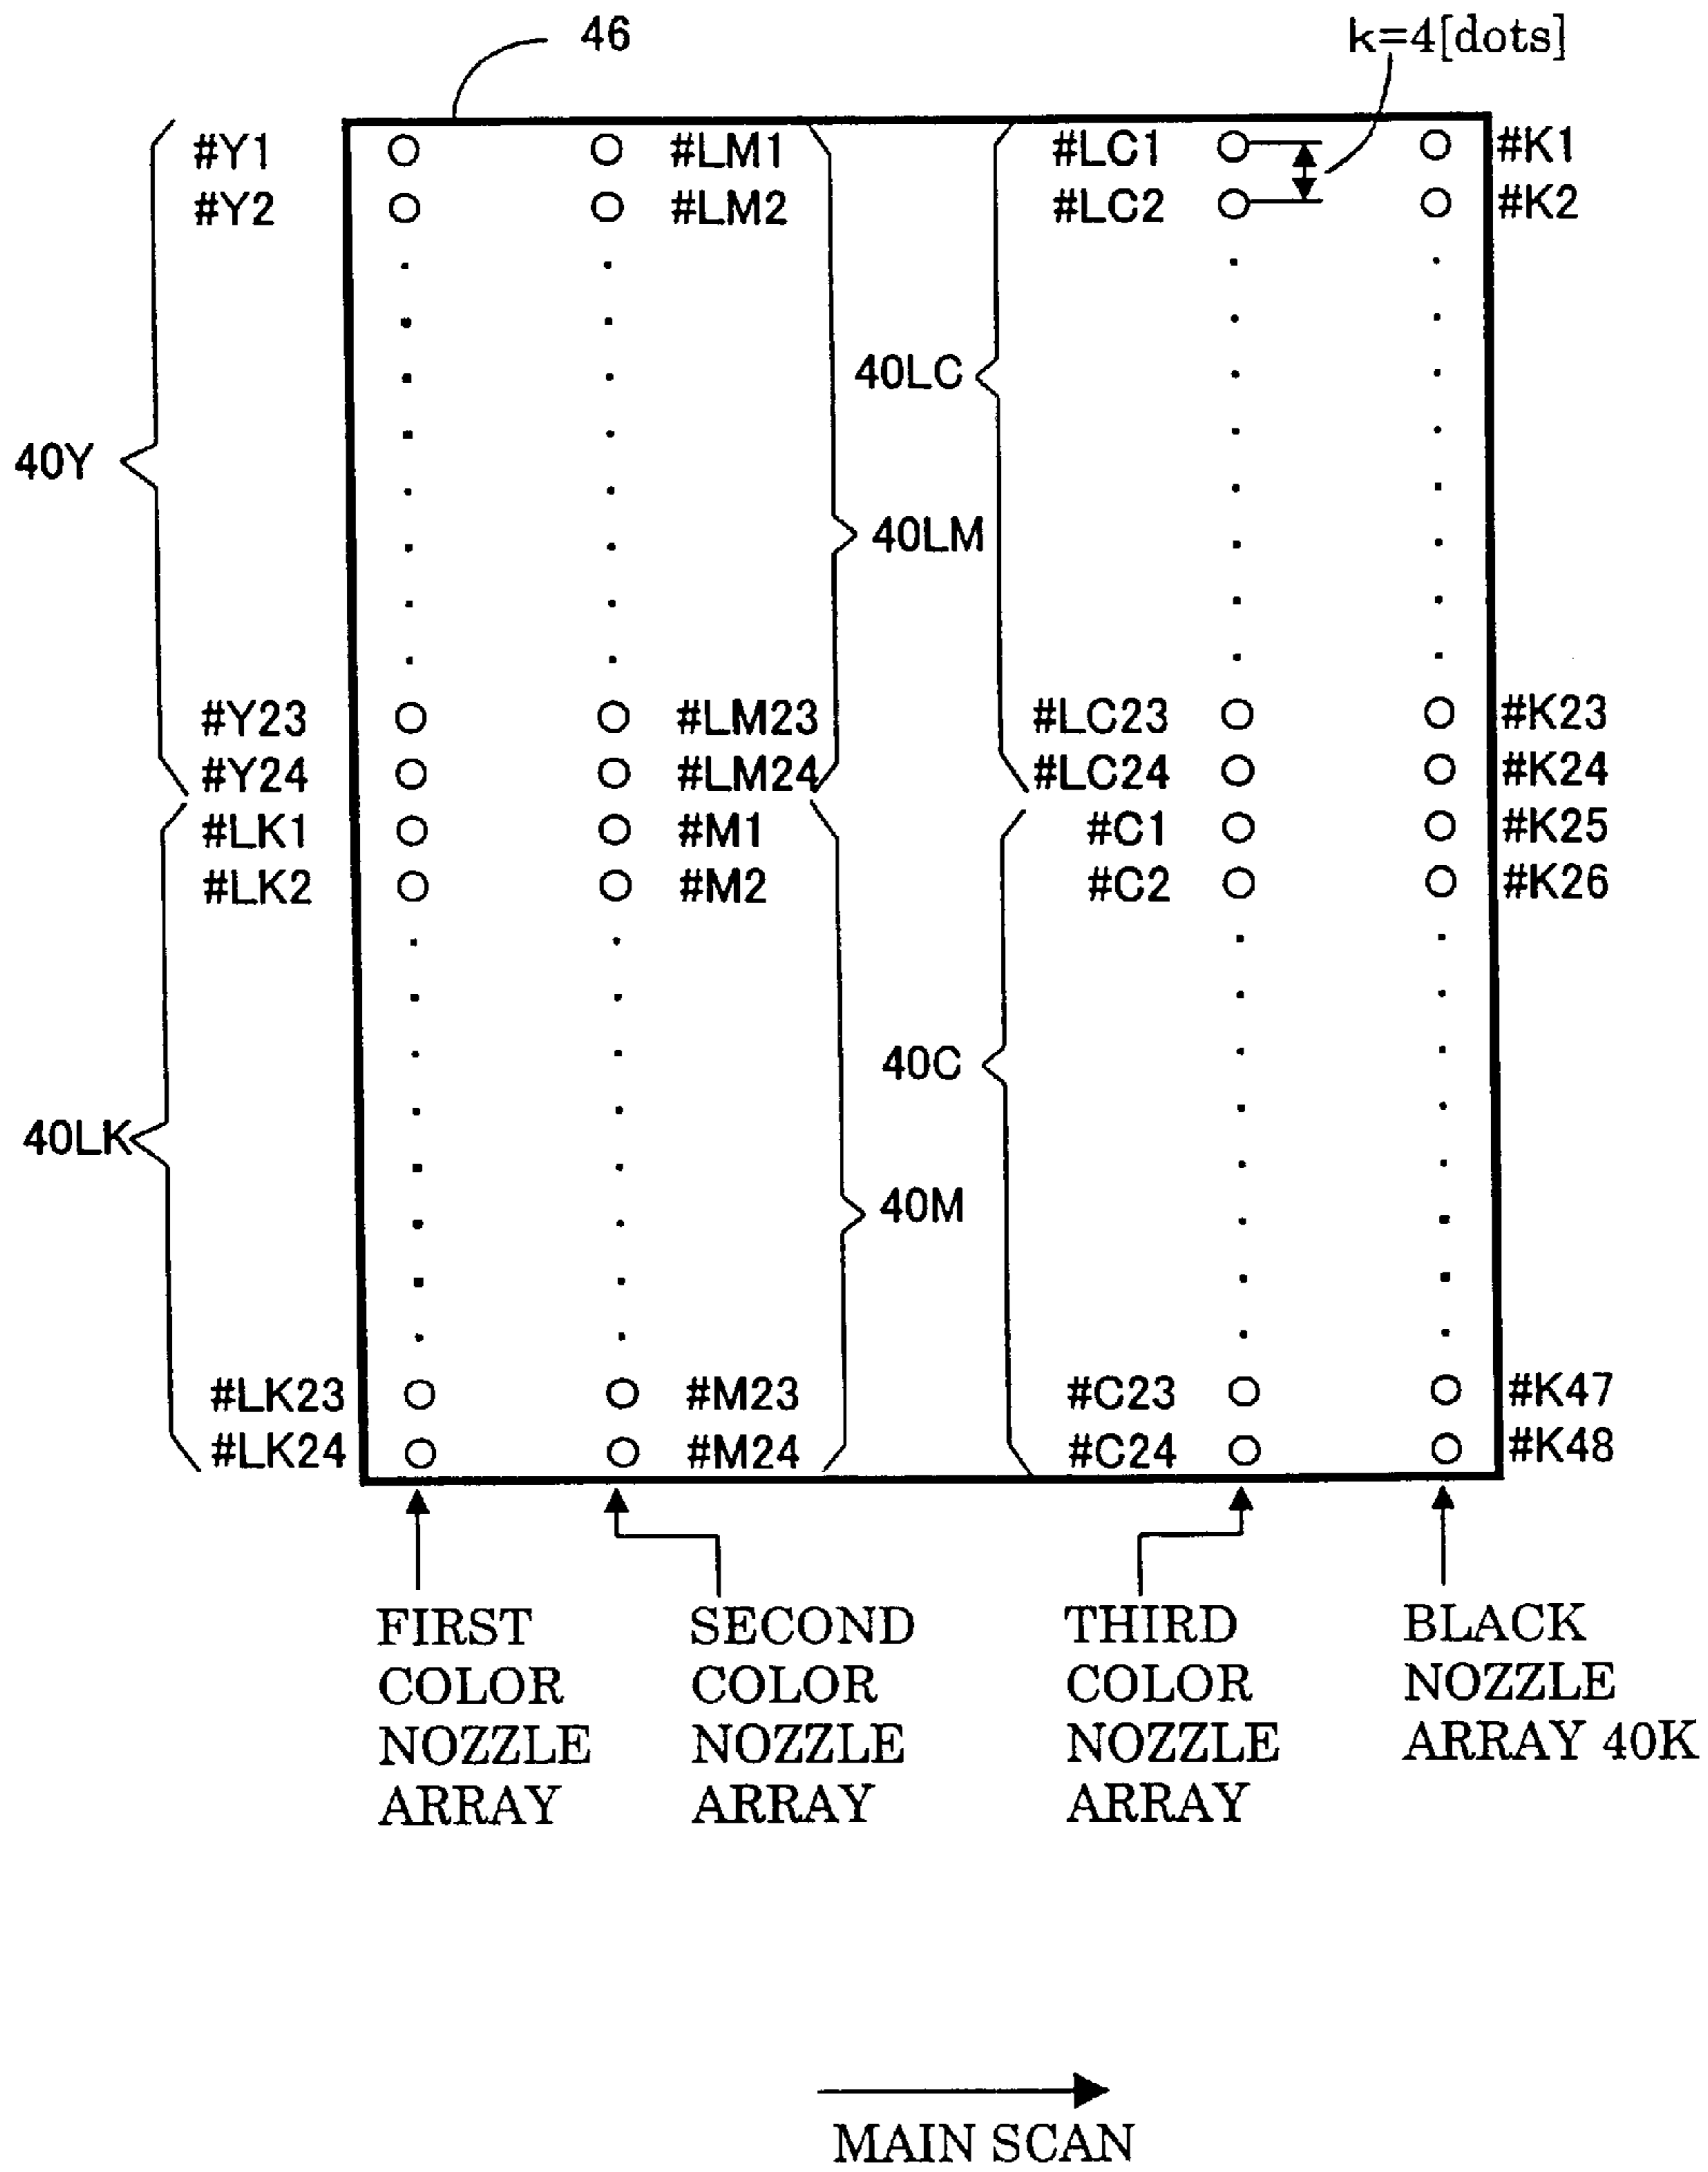 46
k=4[dots]
#Y1 #LM1 #LC1 #K1
#Y2 #LM2 #LC2 #K2
40LC
40Y
40LM
#Y23 #LM23 #LC23 #K23
#Y24 #LM24 #LC24 #K24
#LK1 #M1 #C1 #K25
#LK2 #M2 #C2 #K26
40C
40LK
40M
#LK23 #M23 #C23 #K47
#LK24 #M24 #C24 #K48
FIRST
COLOR
NOZZLE
ARRAY
SECOND
COLOR
NOZZLE
ARRAY
THIRD
COLOR
NOZZLE
ARRAY
BLACK
NOZZLE
ARRAY 40K
MAIN SCAN